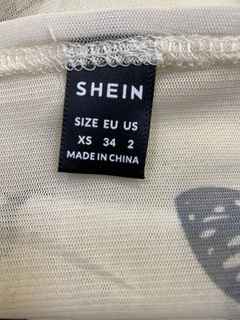 SHEIN
SIZE EU US
XS 34 2
MADE IN CHINA